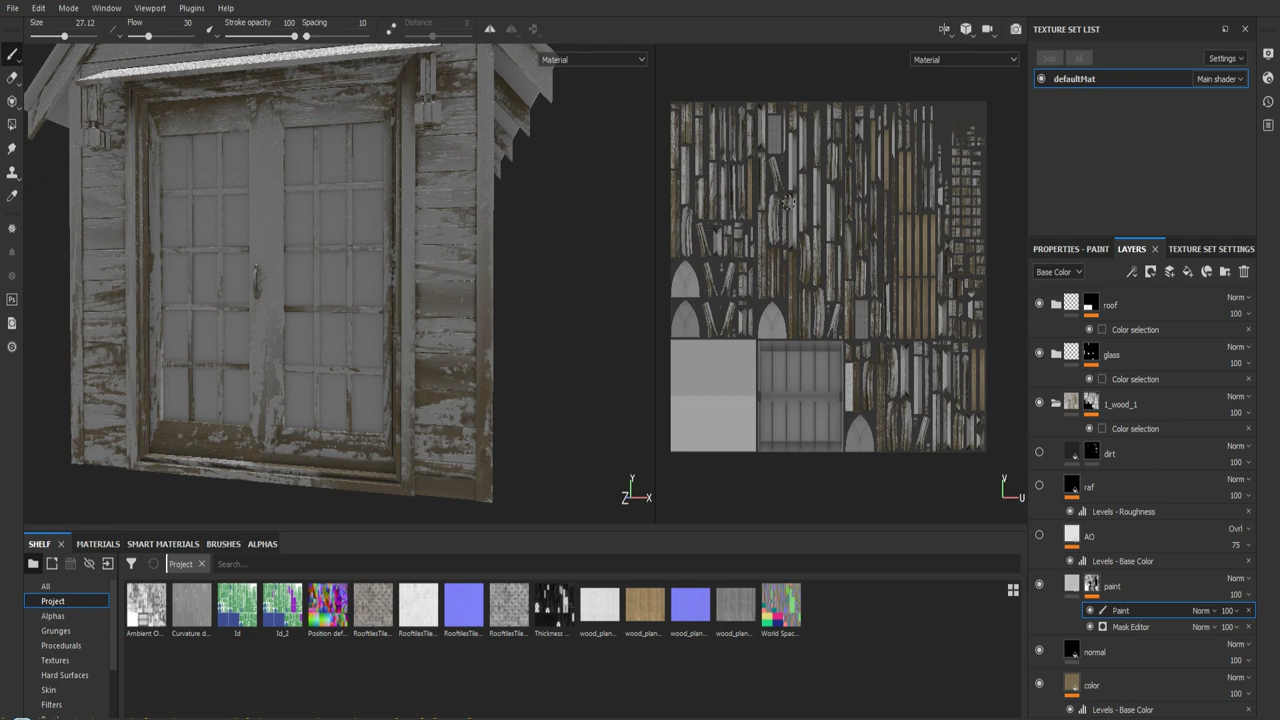 File Edit Mode Window Viewport Plugins Help
Size 27.12 Flow 30 Stroke opacity 100 Spacing 10 Distance 8
Material
Material
TEXTURE SET LIST
Solo All Settings
defaultMat Main shader
PROPERTIES - PAINT LAYERS TEXTURE SET SETTINGS
Base Color
roof Norm 100
Color selection
glass Norm 100
Color selection
1_wood_1 Norm 100
Color selection
dirt Norm 100
raf Norm 100
Levels - Roughness
AO Ovrl 75
Levels - Base Color
paint Norm 100
Paint Norm 100
Mask Editor Norm 100
normal Norm 100
color Norm 100
Levels - Base Color
Y
Z X
V
U
SHELF MATERIALS SMART MATERIALS BRUSHES ALPHAS
Project Search...
All
Project
Alphas
Grunges
Procedurals
Textures
Hard Surfaces
Skin
Filters
Ambient O... Curvature d... Id Id_2 Position def... RooftilesTile... RooftilesTile... RooftilesTile... RooftilesTile... Thickness ... wood_plan... wood_plan... wood_plan... wood_plan... World Spac...